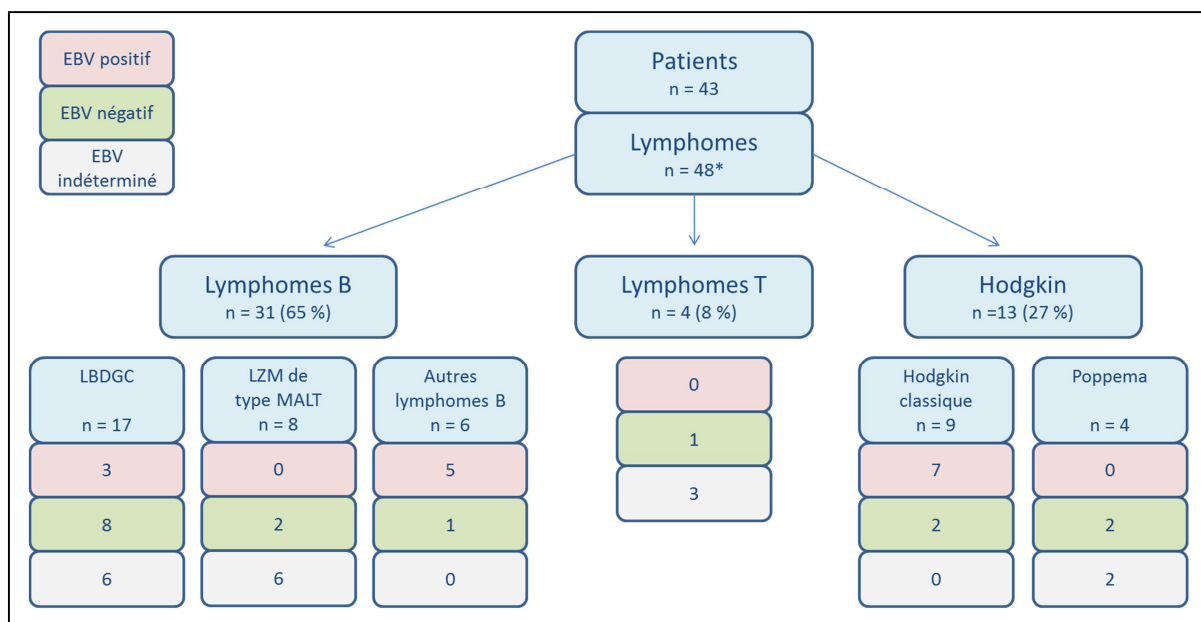 EBV positif
EBV négatif
EBV
indéterminé
Patients
n = 43
Lymphomes
n = 48*
Lymphomes B
n = 31 (65 %)
Lymphomes T
n = 4 (8 %)
Hodgkin
n =13 (27 %)
LBDGC
n = 17
3
8
6
LZM de
type MALT
n = 8
0
2
6
Autres
lymphomes B
n = 6
5
1
0
0
1
3
Hodgkin
classique
n = 9
7
2
0
Poppema
n = 4
0
2
2